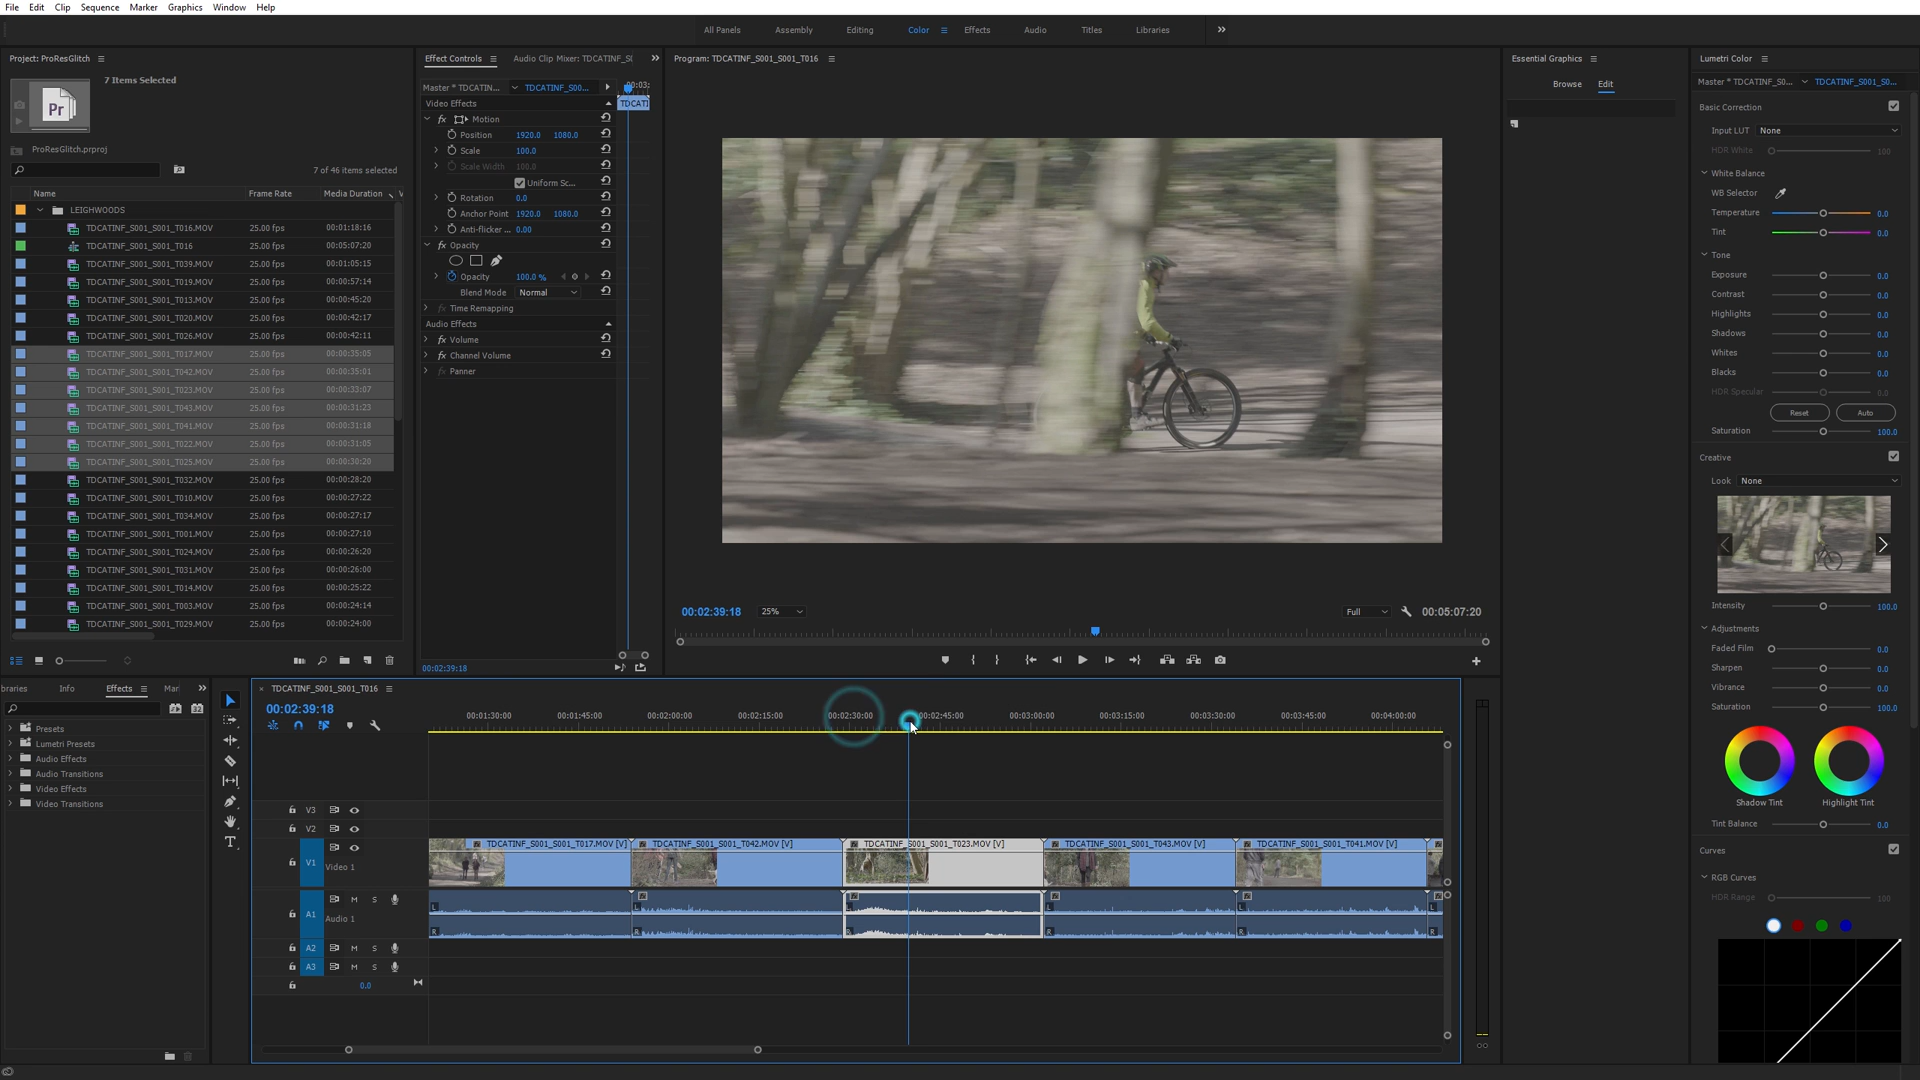 File Edit Clip Sequence Marker Graphics Window Help
All Panels Assembly Editing Color Effects Audio Titles Libraries
Project: ProResGlitch
7 Items Selected
Pr
ProResGlitch.prproj
7 of 46 items selected
Name Frame Rate Media Duration
LEIGHWOODS
TDCATINF_S001_S001_T016.MOV 25.00 fps 00:01:18:16
TDCATINF_S001_S001_T016 25.00 fps 00:05:07:20
TDCATINF_S001_S001_T039.MOV 25.00 fps 00:01:05:15
TDCATINF_S001_S001_T019.MOV 25.00 fps 00:00:57:14
TDCATINF_S001_S001_T013.MOV 25.00 fps 00:00:45:20
TDCATINF_S001_S001_T020.MOV 25.00 fps 00:00:42:17
TDCATINF_S001_S001_T026.MOV 25.00 fps 00:00:42:11
TDCATINF_S001_S001_T017.MOV 25.00 fps 00:00:35:05
TDCATINF_S001_S001_T042.MOV 25.00 fps 00:00:35:01
TDCATINF_S001_S001_T023.MOV 25.00 fps 00:00:33:07
TDCATINF_S001_S001_T043.MOV 25.00 fps 00:00:31:23
TDCATINF_S001_S001_T041.MOV 25.00 fps 00:00:31:18
TDCATINF_S001_S001_T022.MOV 25.00 fps 00:00:31:05
TDCATINF_S001_S001_T025.MOV 25.00 fps 00:00:30:20
TDCATINF_S001_S001_T032.MOV 25.00 fps 00:00:28:20
TDCATINF_S001_S001_T010.MOV 25.00 fps 00:00:27:22
TDCATINF_S001_S001_T034.MOV 25.00 fps 00:00:27:17
TDCATINF_S001_S001_T001.MOV 25.00 fps 00:00:27:10
TDCATINF_S001_S001_T024.MOV 25.00 fps 00:00:26:20
TDCATINF_S001_S001_T031.MOV 25.00 fps 00:00:26:00
TDCATINF_S001_S001_T014.MOV 25.00 fps 00:00:25:22
TDCATINF_S001_S001_T003.MOV 25.00 fps 00:00:24:14
TDCATINF_S001_S001_T029.MOV 25.00 fps 00:00:24:00
Effect Controls Audio Clip Mixer: TDCATINF_S(
Master * TDCATIN... TDCATINF_S00... 00:03:
Video Effects TDCATI
fx Motion
Position 1920.0 1080.0
Scale 100.0
Scale Width 100.0
Uniform Sc...
Rotation 0.0
Anchor Point 1920.0 1080.0
Anti-flicker ... 0.00
fx Opacity
Opacity 100.0 %
Blend Mode Normal
fx Time Remapping
Audio Effects
fx Volume
fx Channel Volume
fx Panner
00:02:39:18
Program: TDCATINF_S001_S001_T016
00:02:39:18 25% Full 00:05:07:20
Essential Graphics
Browse Edit
Lumetri Color
Master * TDCATINF_S0... TDCATINF_S001_S0...
Basic Correction
Input LUT None
HDR White 100
White Balance
WB Selector
Temperature 0.0
Tint 0.0
Tone
Exposure 0.0
Contrast 0.0
Highlights 0.0
Shadows 0.0
Whites 0.0
Blacks 0.0
HDR Specular 0.0
Reset Auto
Saturation 100.0
Creative
Look None
Intensity 100.0
Adjustments
Faded Film 0.0
Sharpen 0.0
Vibrance 0.0
Saturation 100.0
Shadow Tint Highlight Tint
Tint Balance 0.0
Curves
RGB Curves
HDR Range 100
braries Info Effects Mar
Presets
Lumetri Presets
Audio Effects
Audio Transitions
Video Effects
Video Transitions
TDCATINF_S001_S001_T016
00:02:39:18
00:01:30:00 00:01:45:00 00:02:00:00 00:02:15:00 00:02:30:00 00:02:45:00 00:03:00:00 00:03:15:00 00:03:30:00 00:03:45:00 00:04:00:00
V3
V2
TDCATINF_S001_S001_T017.MOV [V] TDCATINF_S001_S001_T042.MOV [V] TDCATINF_S001_S001_T023.MOV [V] TDCATINF_S001_S001_T043.MOV [V] TDCATINF_S001_S001_T041.MOV [V]
V1 Video 1
M S
A1 Audio 1
L L L L L L
R R R R R R
A2 M S
A3 M S
0.0